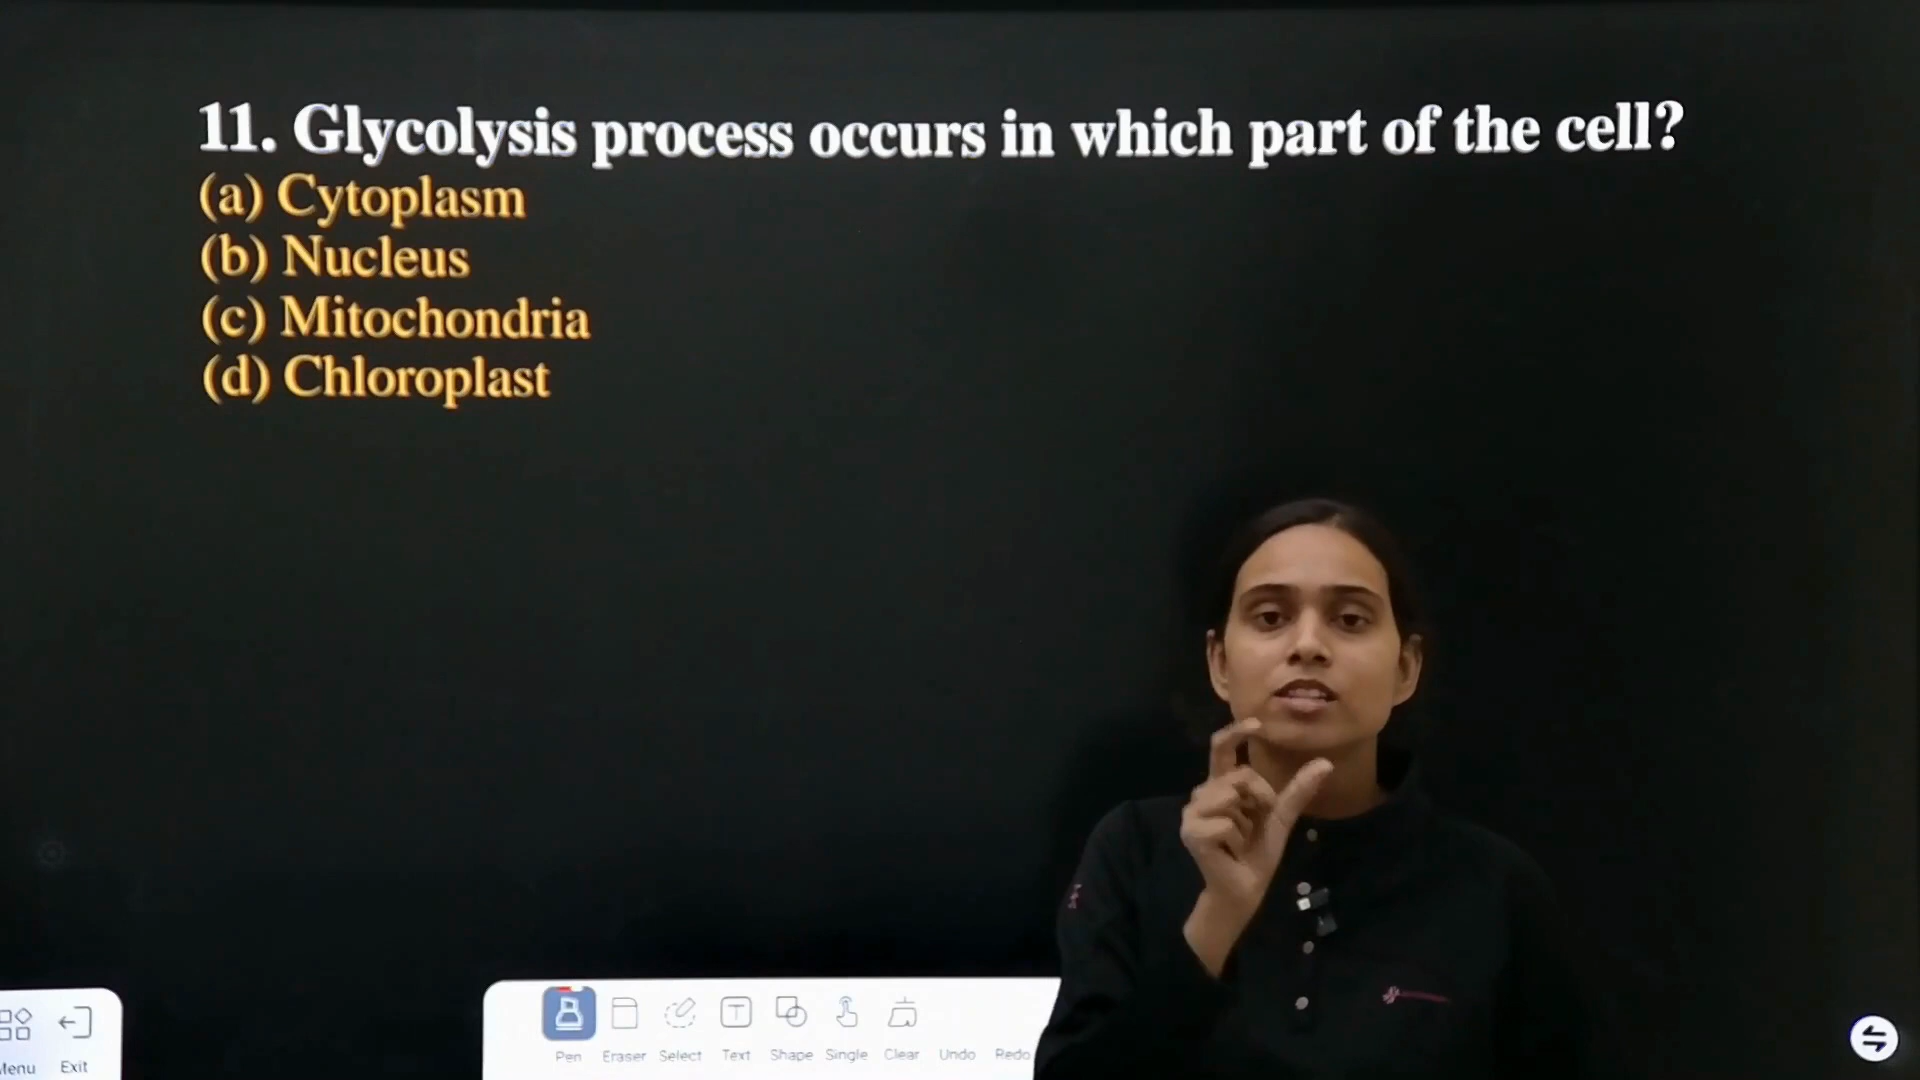 11. Glycolysis process occurs in which part of the cell?
(a) Cytoplasm
(b) Nucleus
(c) Mitochondria
(d) Chloroplast
Menu Exit
Pen Eraser Select Text Shape Single Clear Undo Redo